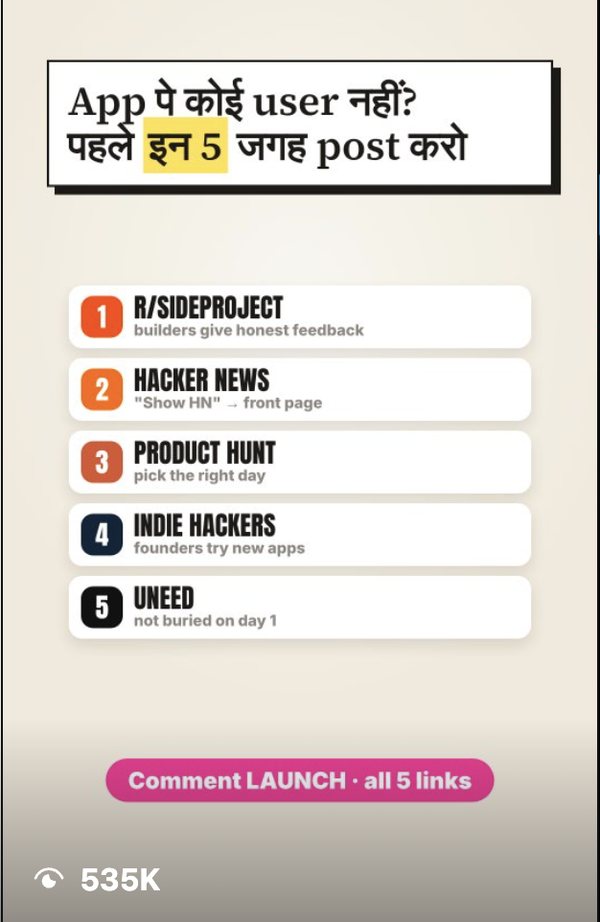 App पे कोई user नहीं?
पहले इन 5 जगह post करो
1 R/SIDEPROJECT
builders give honest feedback
2 HACKER NEWS
"Show HN" → front page
3 PRODUCT HUNT
pick the right day
4 INDIE HACKERS
founders try new apps
5 UNEED
not buried on day 1
Comment LAUNCH · all 5 links
535K